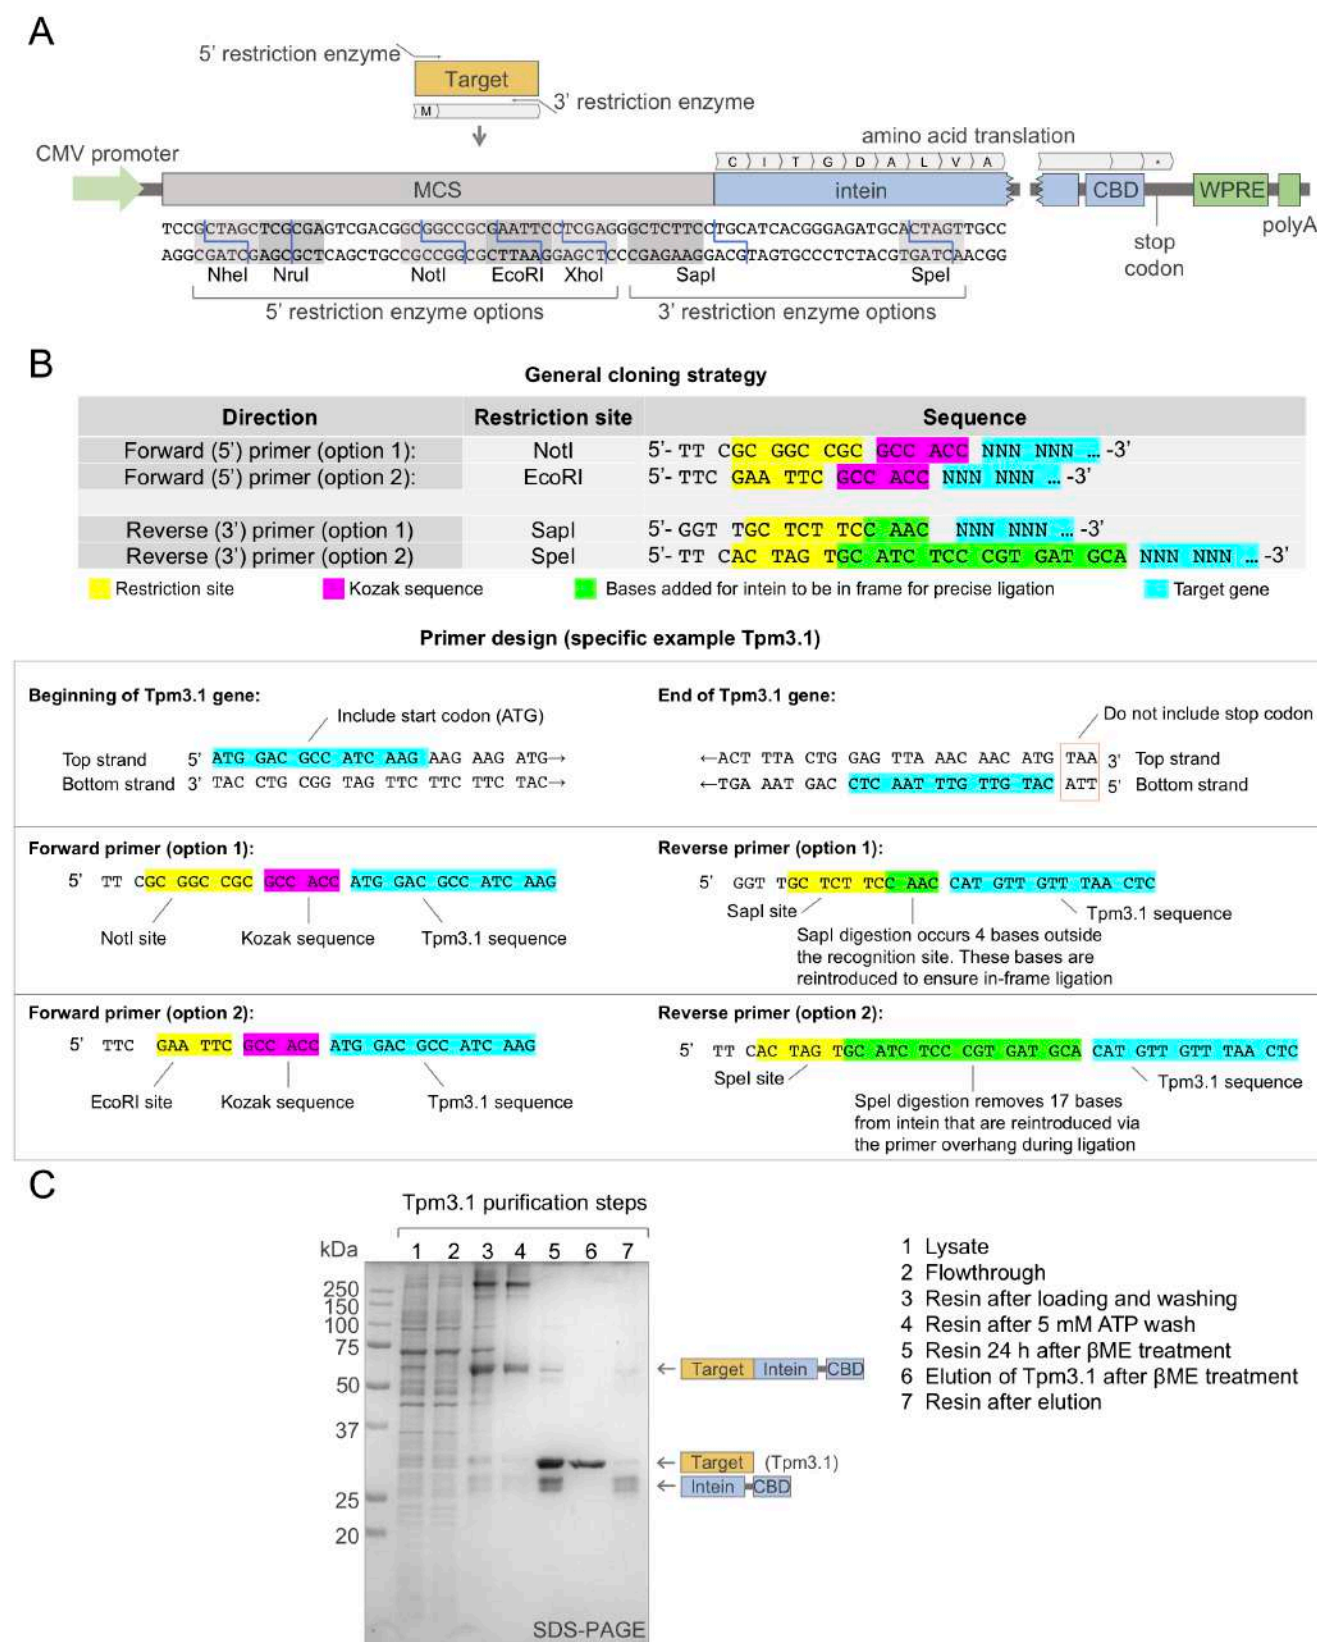 A
5' restriction enzyme
Target
3' restriction enzyme
M
amino acid translation
CMV promoter
C I T G D A L V A *
MCS intein CBD WPRE
polyA
TCCGCTAGCTCGCGAGTCGACGGCGGCCGCGAATTCCTCGAGGGCTCTTCCTGCATCACGGGAGATGCACTAGTTGCC
AGGCGATCGAGCGCTCAGCTGCCGCCGGCGCTTAAGGAGCTCCCGAGAAGGACGTAGTGCCCTCTACGTGATCAACGG
stop
codon
NheI NruI NotI EcoRI XhoI SapI SpeI
5' restriction enzyme options 3' restriction enzyme options
B
General cloning strategy
Direction Restriction site Sequence
Forward (5') primer (option 1): NotI 5'- TT CGC GGC CGC GCC ACC NNN NNN ... -3'
Forward (5') primer (option 2): EcoRI 5'- TTC GAA TTC GCC ACC NNN NNN ... -3'
Reverse (3') primer (option 1) SapI 5'- GGT TGC TCT TCC AAC NNN NNN ... -3'
Reverse (3') primer (option 2) SpeI 5'- TT CAC TAG TGC ATC TCC CGT GAT GCA NNN NNN ... -3'
Restriction site Kozak sequence Bases added for intein to be in frame for precise ligation Target gene
Primer design (specific example Tpm3.1)
Beginning of Tpm3.1 gene: End of Tpm3.1 gene:
Include start codon (ATG) Do not include stop codon
Top strand 5' ATG GAC GCC ATC AAG AAG AAG ATG→ ←ACT TTA CTG GAG TTA AAC AAC ATG TAA 3' Top strand
Bottom strand 3' TAC CTG CGG TAG TTC TTC TTC TAC→ ←TGA AAT GAC CTC AAT TTG TTG TAC ATT 5' Bottom strand
Forward primer (option 1): Reverse primer (option 1):
5' TT CGC GGC CGC GCC ACC ATG GAC GCC ATC AAG 5' GGT TGC TCT TCC AAC CAT GTT GTT TAA CTC
NotI site Kozak sequence Tpm3.1 sequence SapI site Tpm3.1 sequence
SapI digestion occurs 4 bases outside
the recognition site. These bases are
reintroduced to ensure in-frame ligation
Forward primer (option 2): Reverse primer (option 2):
5' TTC GAA TTC GCC ACC ATG GAC GCC ATC AAG 5' TT CAC TAG TGC ATC TCC CGT GAT GCA CAT GTT GTT TAA CTC
EcoRI site Kozak sequence Tpm3.1 sequence SpeI site Tpm3.1 sequence
SpeI digestion removes 17 bases
from intein that are reintroduced via
the primer overhang during ligation
C
Tpm3.1 purification steps
kDa 1 2 3 4 5 6 7
250
150
100
75
50
37
25
20
Target Intein CBD
Target (Tpm3.1)
Intein CBD
SDS-PAGE
1 Lysate
2 Flowthrough
3 Resin after loading and washing
4 Resin after 5 mM ATP wash
5 Resin 24 h after βME treatment
6 Elution of Tpm3.1 after βME treatment
7 Resin after elution